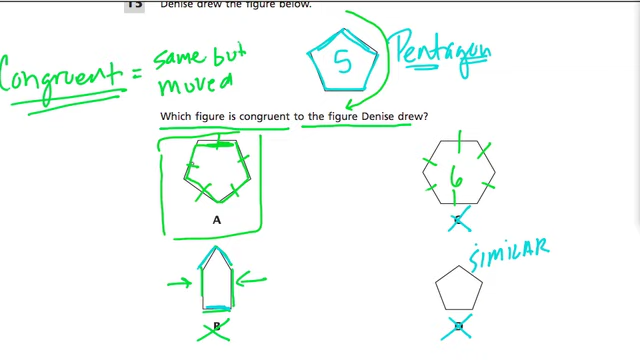 13 Denise drew the figure below.
Congruent = same but
moved
5
Pentagon
Which figure is congruent to the figure Denise drew?
A
6
C
B
SIMILAR
D